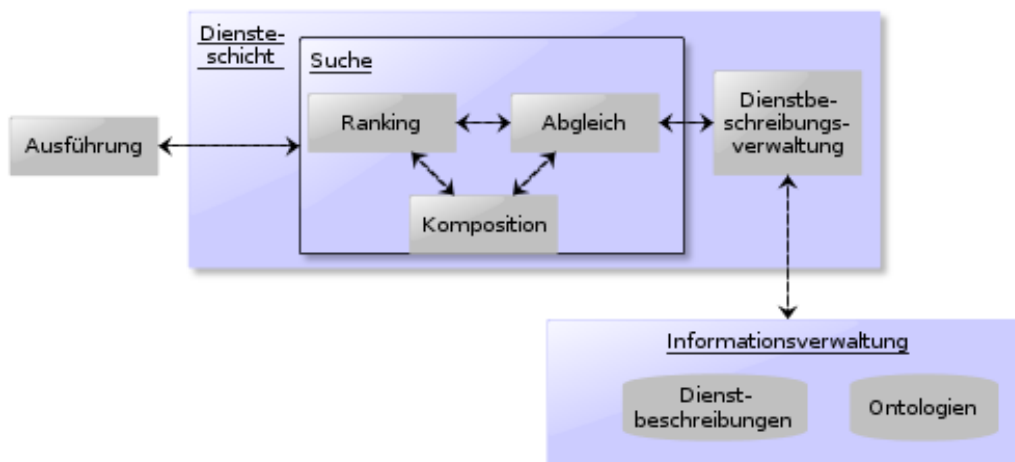 Dienste-
schicht
Suche
Ranking
Abgleich
Dienstbe-
schreibungs-
verwaltung
Ausführung
Komposition
Informationsverwaltung
Dienst-
beschreibungen
Ontologien